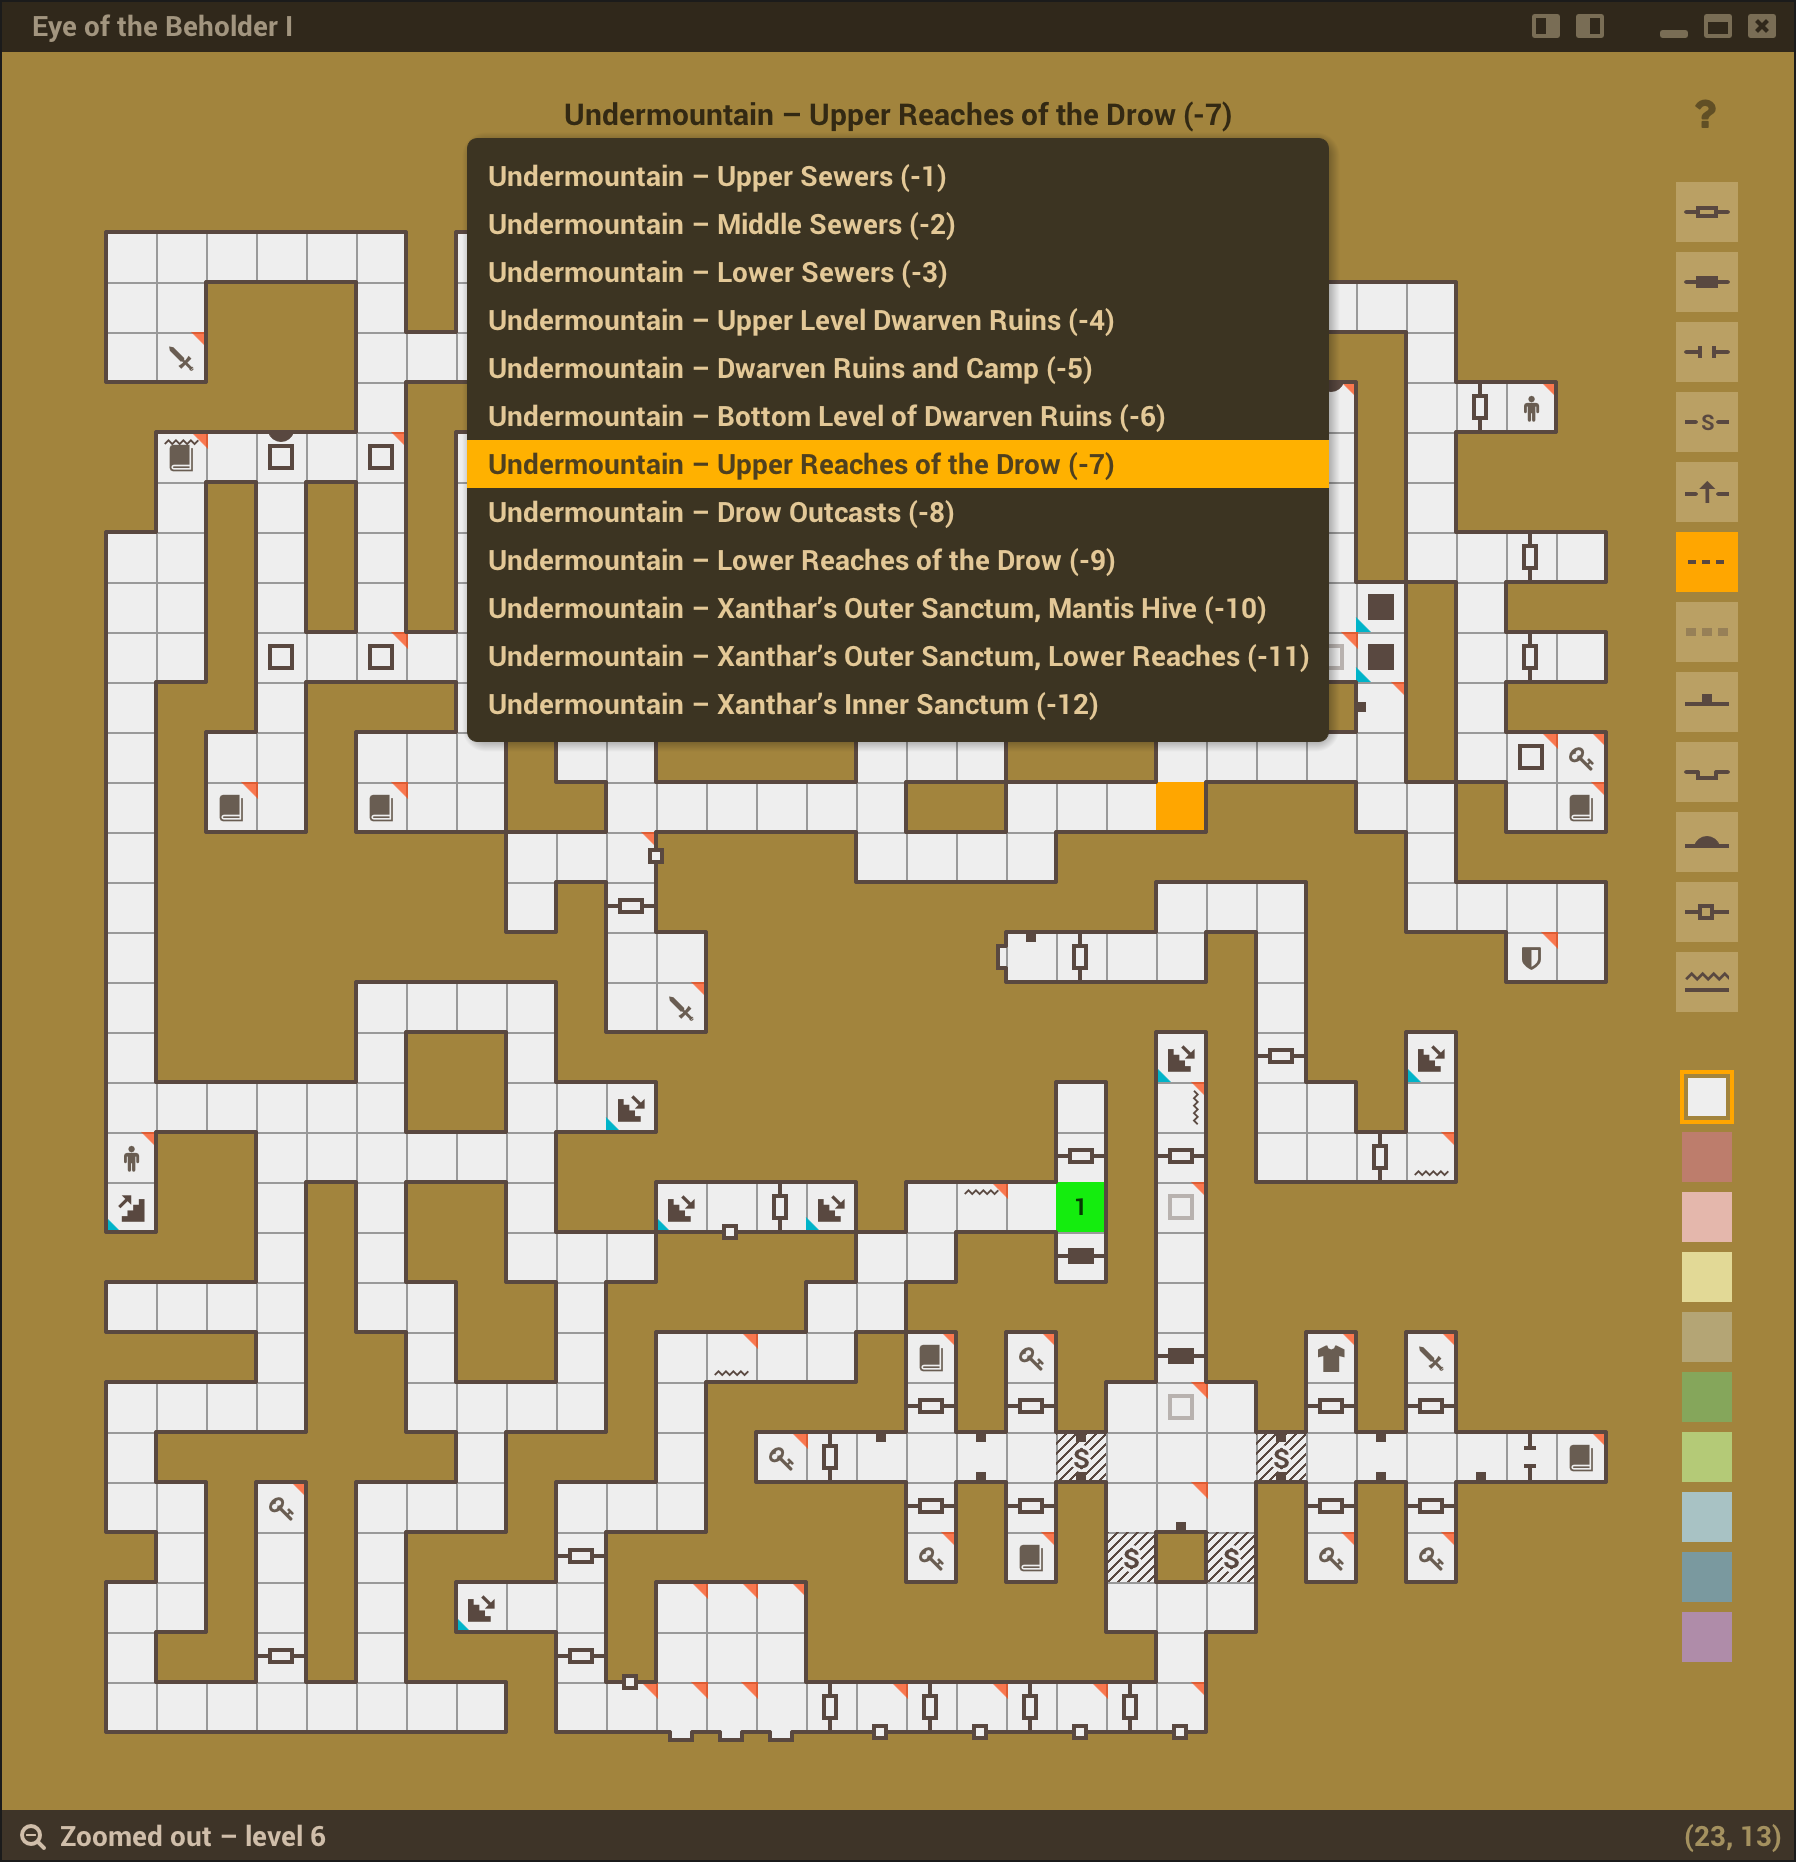 Eye of the Beholder I
Undermountain – Upper Reaches of the Drow (-7)
?
Undermountain – Upper Sewers (-1)
Undermountain – Middle Sewers (-2)
Undermountain – Lower Sewers (-3)
Undermountain – Upper Level Dwarven Ruins (-4)
Undermountain – Dwarven Ruins and Camp (-5)
Undermountain – Bottom Level of Dwarven Ruins (-6)
Undermountain – Upper Reaches of the Drow (-7)
Undermountain – Drow Outcasts (-8)
Undermountain – Lower Reaches of the Drow (-9)
Undermountain – Xanthar’s Outer Sanctum, Mantis Hive (-10)
Undermountain – Xanthar’s Outer Sanctum, Lower Reaches (-11)
Undermountain – Xanthar’s Inner Sanctum (-12)
S
1
S S
S S
Zoomed out – level 6
(23, 13)